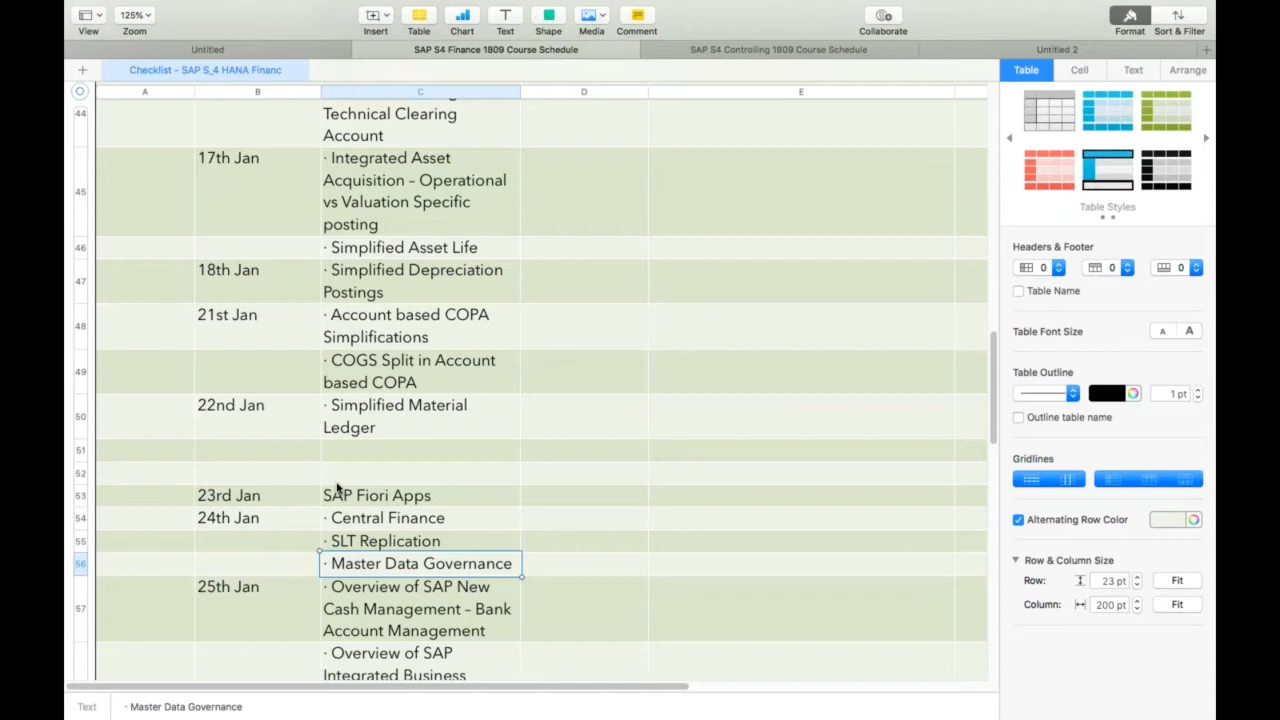 125%
View
Zoom
Insert
Table
Chart
Text
Shape
Media
Comment
Collaborate
Format
Sort & Filter
Untitled
SAP S4 Finance 1809 Course Schedule
SAP S4 Controlling 1809 Course Schedule
Untitled 2
Checklist - SAP S_4 HANA Financ
Table
Cell
Text
Arrange
A
B
C
D
E
44
Technical Clearing
Account
45
17th Jan
· Integrated Asset
Acquisition – Operational
vs Valuation Specific
posting
46
· Simplified Asset Life
47
18th Jan
· Simplified Depreciation
Postings
48
21st Jan
· Account based COPA
Simplifications
49
· COGS Split in Account
based COPA
50
22nd Jan
· Simplified Material
Ledger
51
52
53
23rd Jan
SAP Fiori Apps
54
24th Jan
· Central Finance
55
· SLT Replication
56
· Master Data Governance
57
25th Jan
· Overview of SAP New
Cash Management – Bank
Account Management
· Overview of SAP
Integrated Business
Table Styles
Headers & Footer
0
0
0
Table Name
Table Font Size
A
A
Table Outline
1 pt
Outline table name
Gridlines
Alternating Row Color
Row & Column Size
Row:
23 pt
Fit
Column:
200 pt
Fit
Text
· Master Data Governance